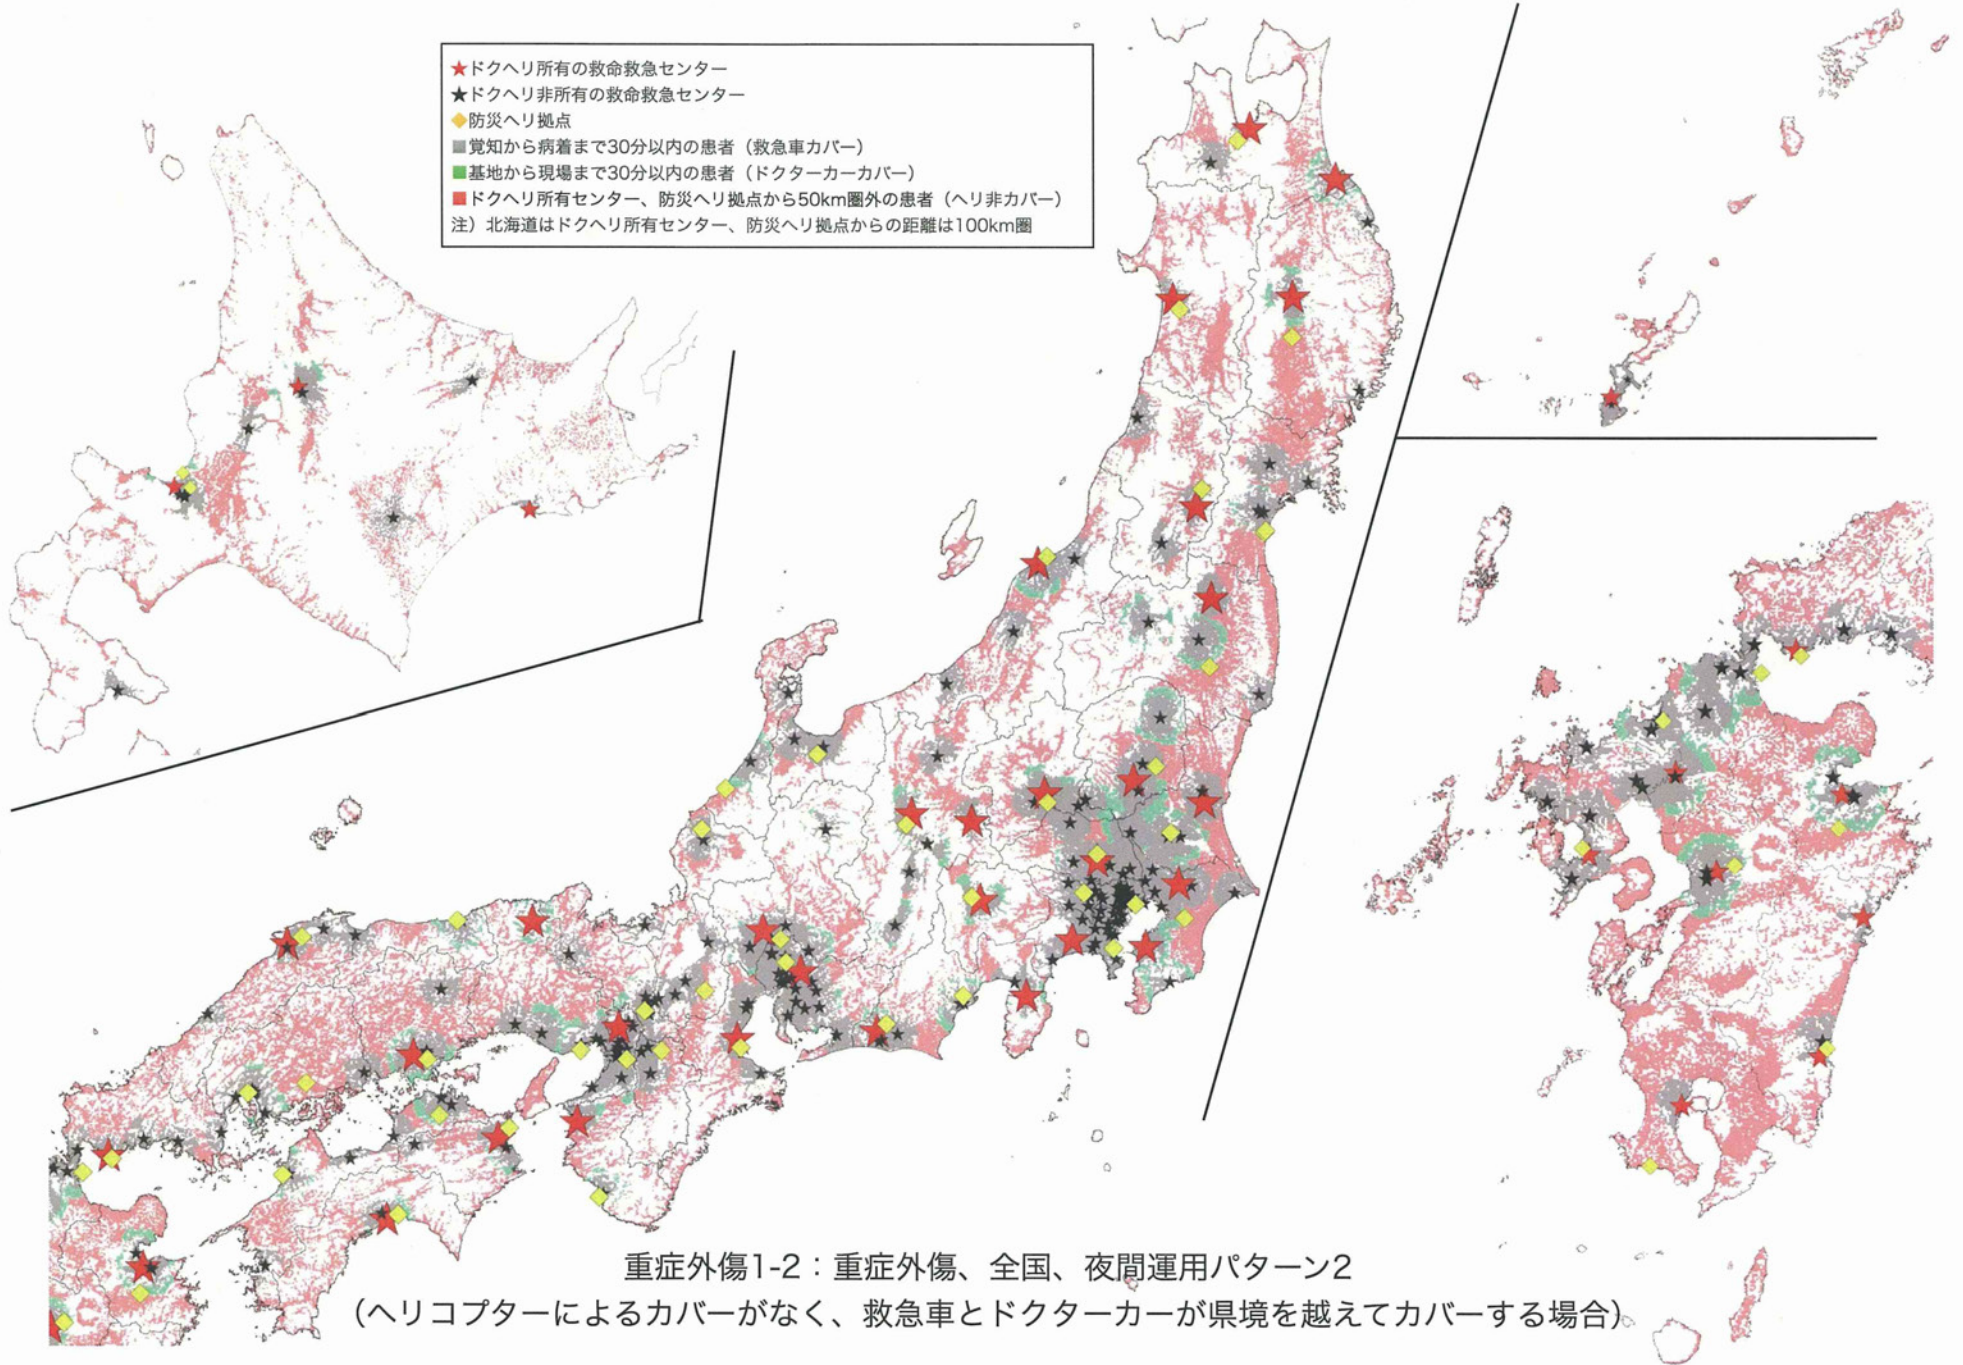 ★ドクヘリ所有の救命救急センター
★ドクヘリ非所有の救命救急センター
◆防災ヘリ拠点
■覚知から病着まで30分以内の患者（救急車カバー）
■基地から現場まで30分以内の患者（ドクターカーカバー）
■ドクヘリ所有センター、防災ヘリ拠点から50km圏外の患者（ヘリ非カバー）
注）北海道はドクヘリ所有センター、防災ヘリ拠点からの距離は100km圏
重症外傷1-2：重症外傷、全国、夜間運用パターン2
（ヘリコプターによるカバーがなく、救急車とドクターカーが県境を越えてカバーする場合）